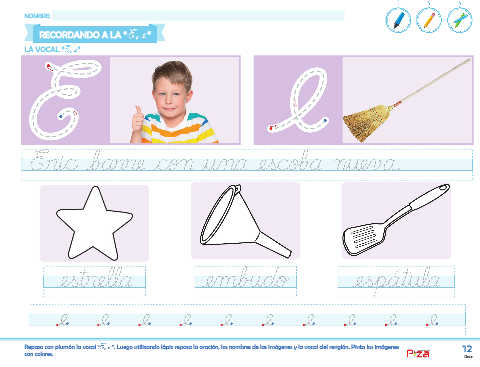 NOMBRE:
RECORDANDO A LA "E, e"
LA VOCAL "E, e"
E
e
Eric barre con una escoba nueva.
estrella embudo espátula
e e e e e e e e e e
Repasa con plumón la vocal "E, e". Luego utilizando lápiz repasa la oración, los nombres de las imágenes y la vocal del renglón. Pinta las imágenes
con colores.
12